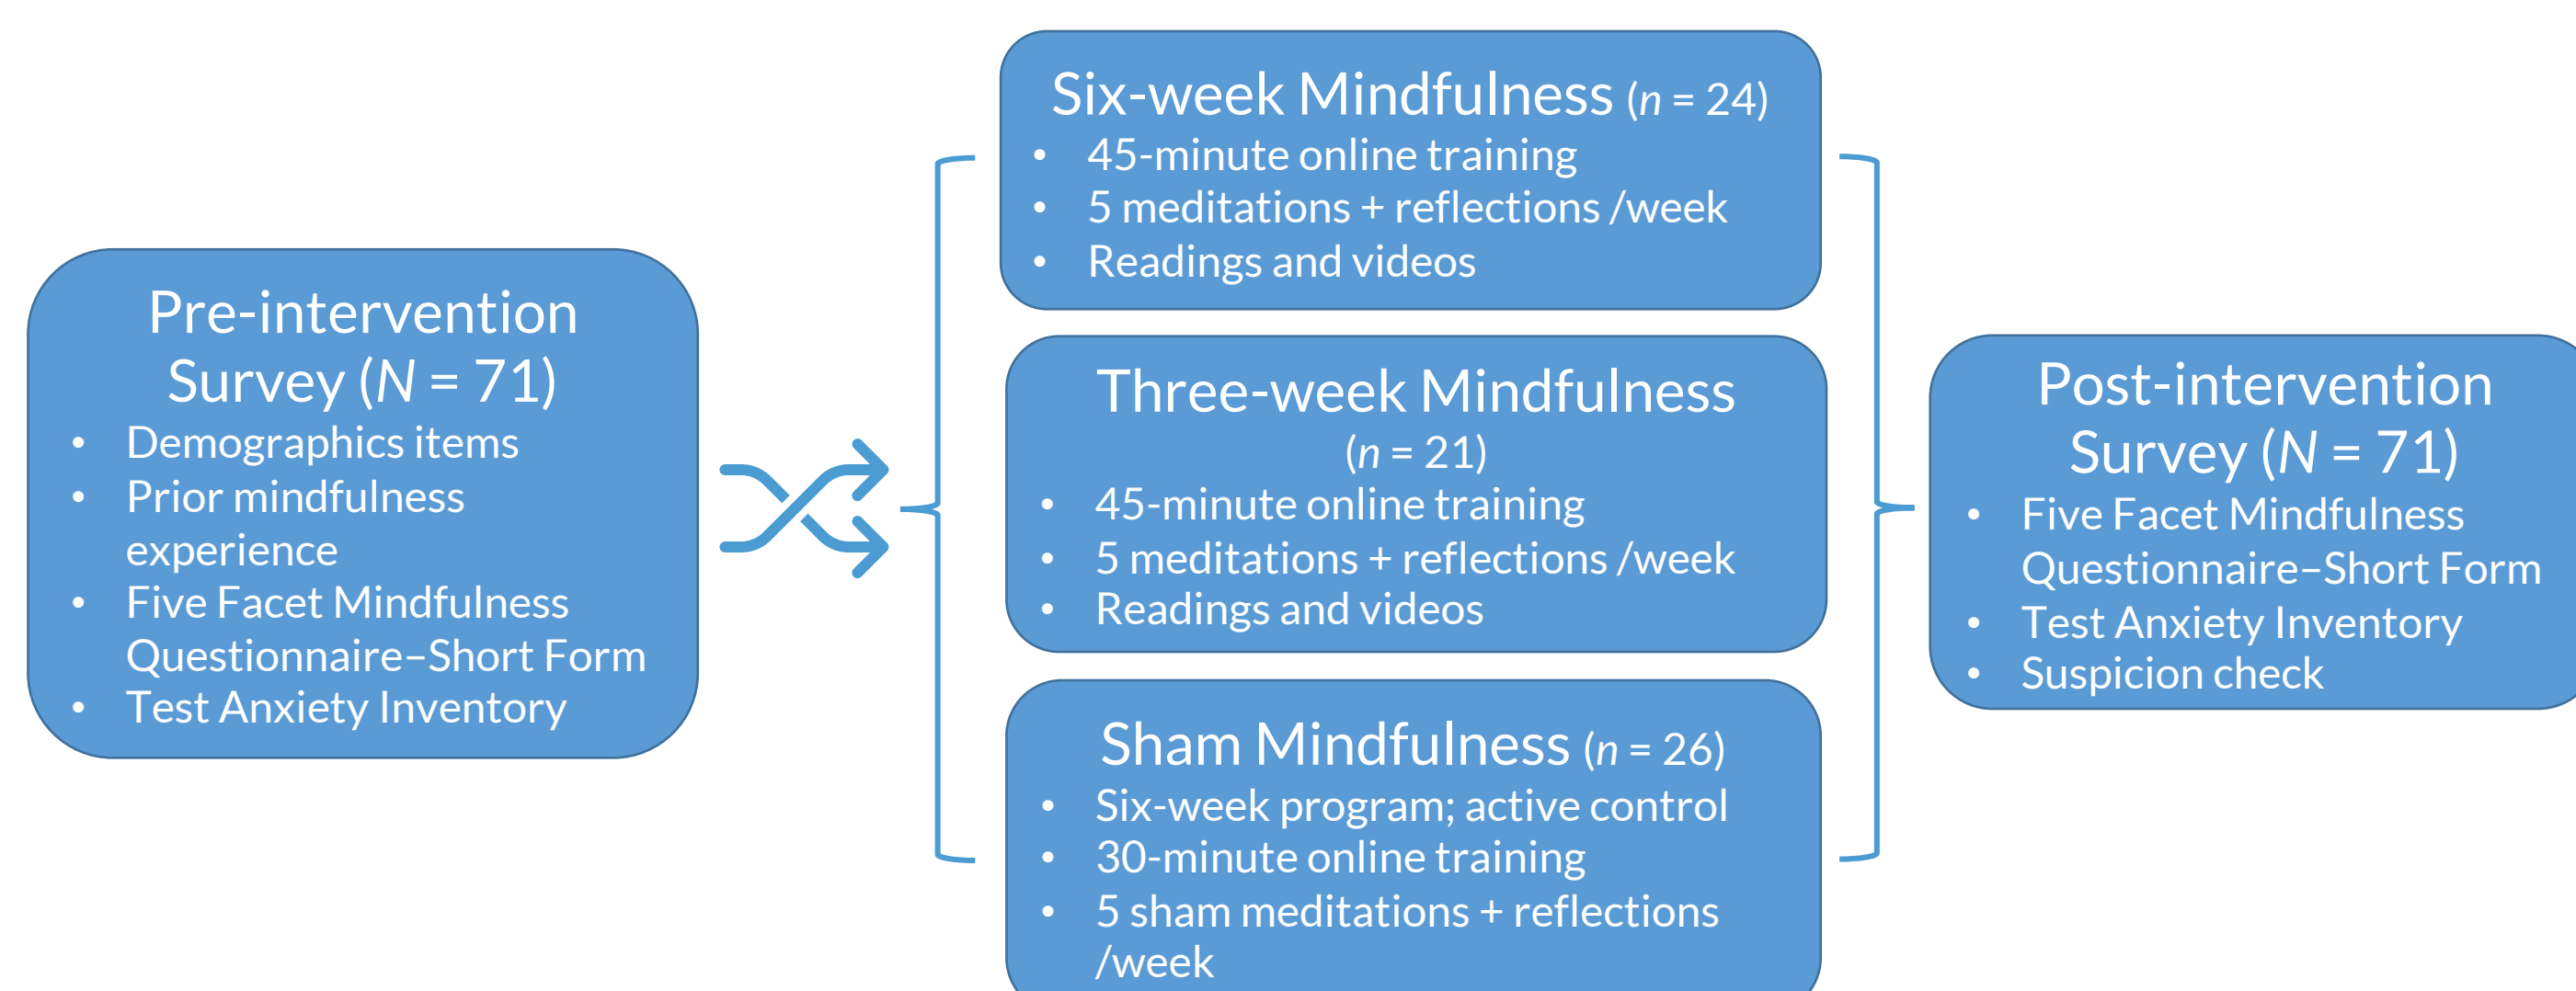 Pre-intervention
Survey (N = 71)
• Demographics items
• Prior mindfulness
experience
• Five Facet Mindfulness
Questionnaire–Short Form
• Test Anxiety Inventory
Six-week Mindfulness (n = 24)
• 45-minute online training
• 5 meditations + reflections /week
• Readings and videos
Three-week Mindfulness
(n = 21)
• 45-minute online training
• 5 meditations + reflections /week
• Readings and videos
Sham Mindfulness (n = 26)
• Six-week program; active control
• 30-minute online training
• 5 sham meditations + reflections
/week
Post-intervention
Survey (N = 71)
• Five Facet Mindfulness
Questionnaire–Short Form
• Test Anxiety Inventory
• Suspicion check